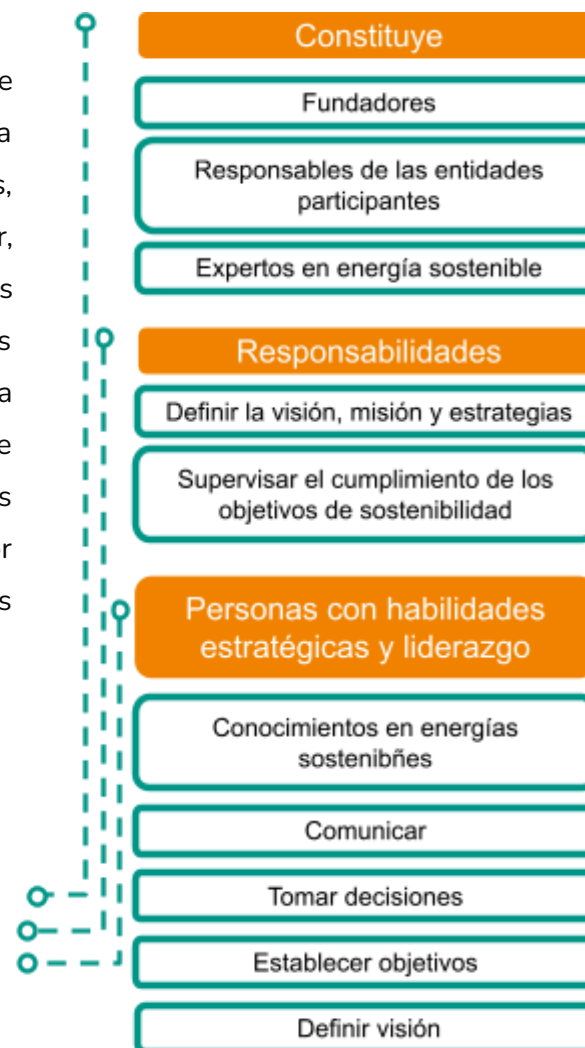 e
a
s,
r,
s
s
a
e
s
r
s
Constituye
Fundadores
Responsables de las entidades
participantes
Expertos en energía sostenible
Responsabilidades
Definir la visión, misión y estrategias
Supervisar el cumplimiento de los
objetivos de sostenibilidad
Personas con habilidades
estratégicas y liderazgo
Conocimientos en energías
sostenibñes
Comunicar
Tomar decisiones
Establecer objetivos
Definir visión